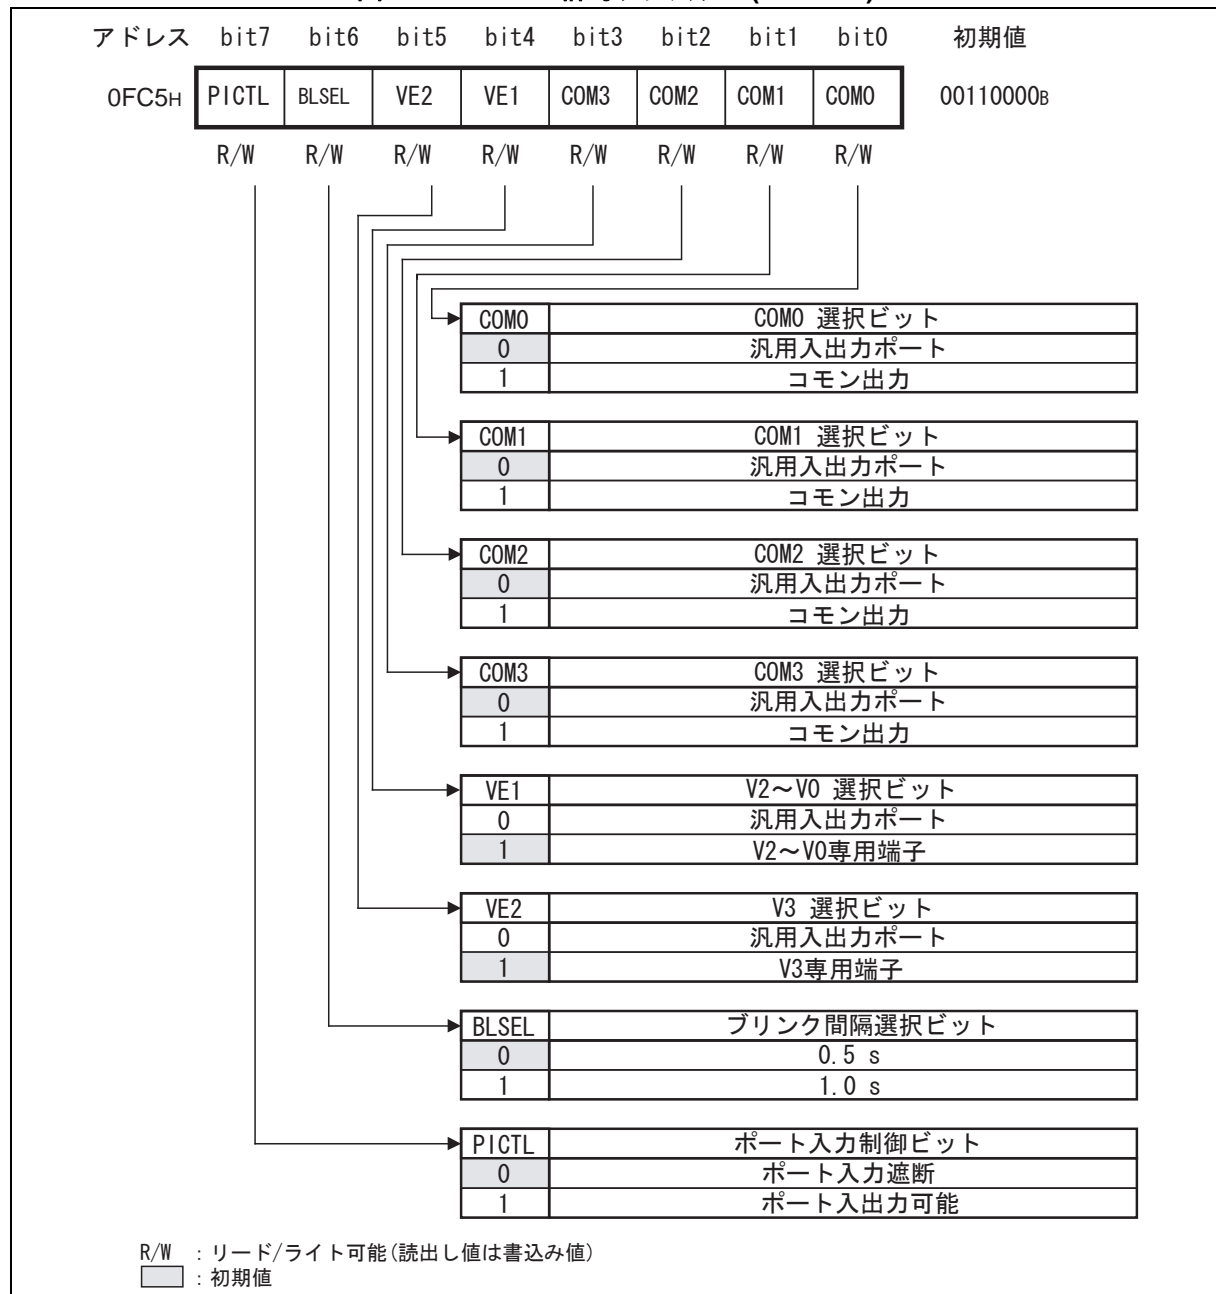 アドレス bit7 bit6 bit5 bit4 bit3 bit2 bit1 bit0 初期値
0FC5H PICTL BLSEL VE2 VE1 COM3 COM2 COM1 COM0 00110000B
R/W R/W R/W R/W R/W R/W R/W R/W
COM0 COM0 選択ビット
0 汎用入出力ポート
1 コモン出力
COM1 COM1 選択ビット
0 汎用入出力ポート
1 コモン出力
COM2 COM2 選択ビット
0 汎用入出力ポート
1 コモン出力
COM3 COM3 選択ビット
0 汎用入出力ポート
1 コモン出力
VE1 V2～V0 選択ビット
0 汎用入出力ポート
1 V2～V0専用端子
VE2 V3 選択ビット
0 汎用入出力ポート
1 V3専用端子
BLSEL ブリンク間隔選択ビット
0 0.5 s
1 1.0 s
PICTL ポート入力制御ビット
0 ポート入力遮断
1 ポート入出力可能
R/W : リード/ライト可能(読出し値は書込み値)
: 初期値